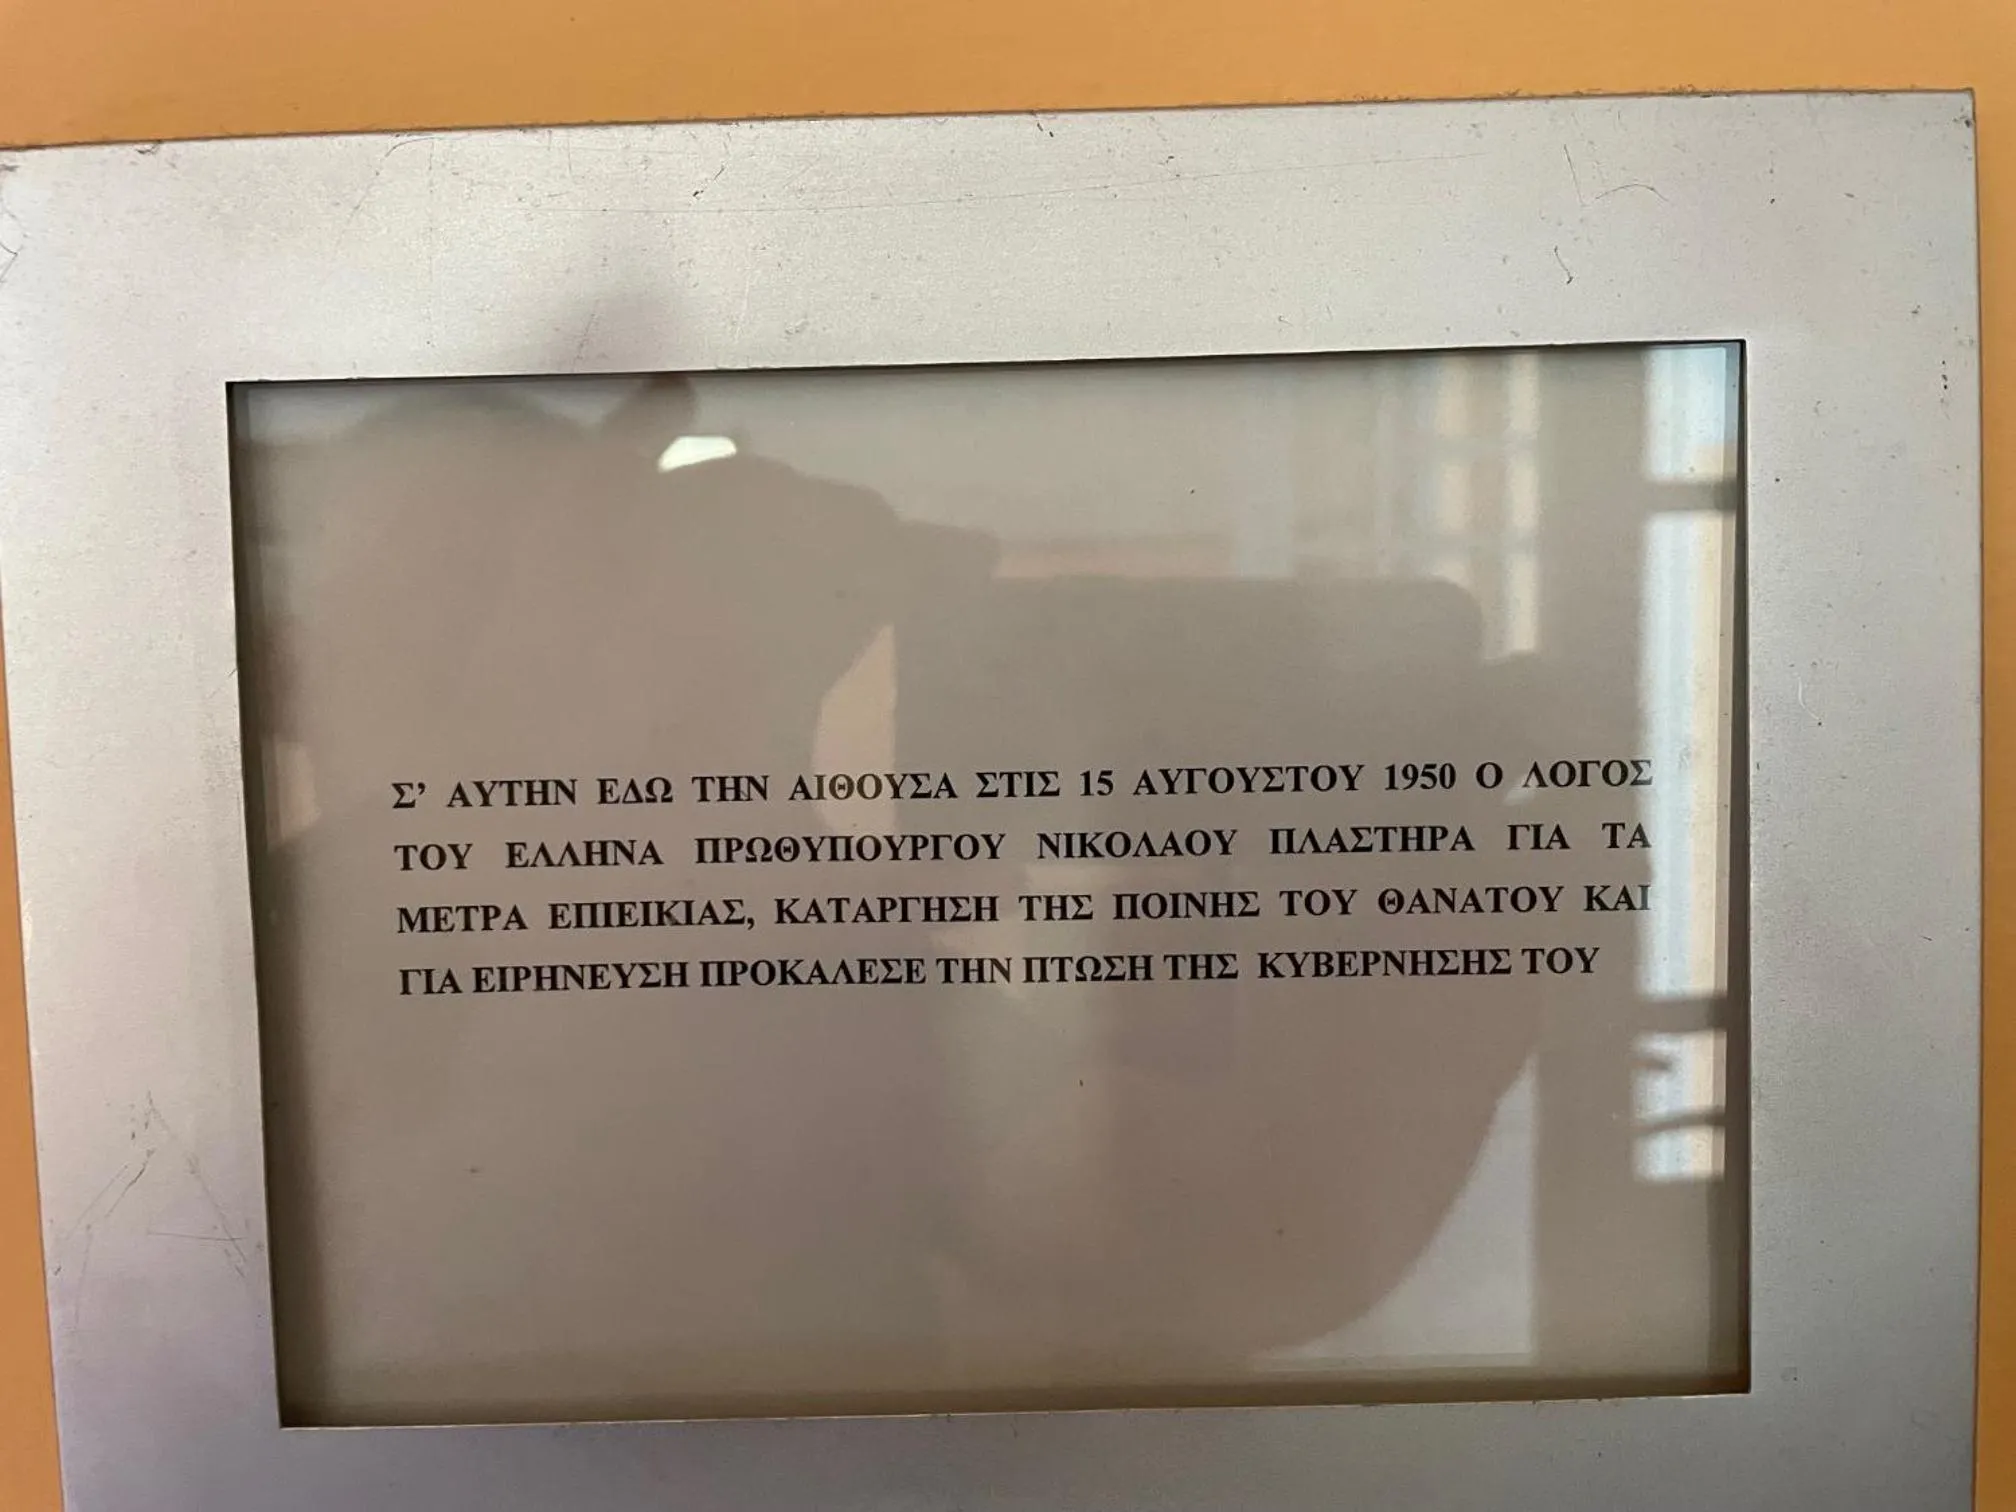 Σ’ ΑΥΤΗΝ ΕΔΩ ΤΗΝ ΑΙΘΟΥΣΑ ΣΤΙΣ 15 ΑΥΓΟΥΣΤΟΥ 1950 Ο ΛΟΓΟΣ
ΤΟΥ ΕΛΛΗΝΑ ΠΡΩΘΥΠΟΥΡΓΟΥ ΝΙΚΟΛΑΟΥ ΠΛΑΣΤΗΡΑ ΓΙΑ ΤΑ
ΜΕΤΡΑ ΕΠΙΕΙΚΙΑΣ, ΚΑΤΑΡΓΗΣΗ ΤΗΣ ΠΟΙΝΗΣ ΤΟΥ ΘΑΝΑΤΟΥ ΚΑΙ
ΓΙΑ ΕΙΡΗΝΕΥΣΗ ΠΡΟΚΑΛΕΣΕ ΤΗΝ ΠΤΩΣΗ ΤΗΣ ΚΥΒΕΡΝΗΣΗΣ ΤΟΥ